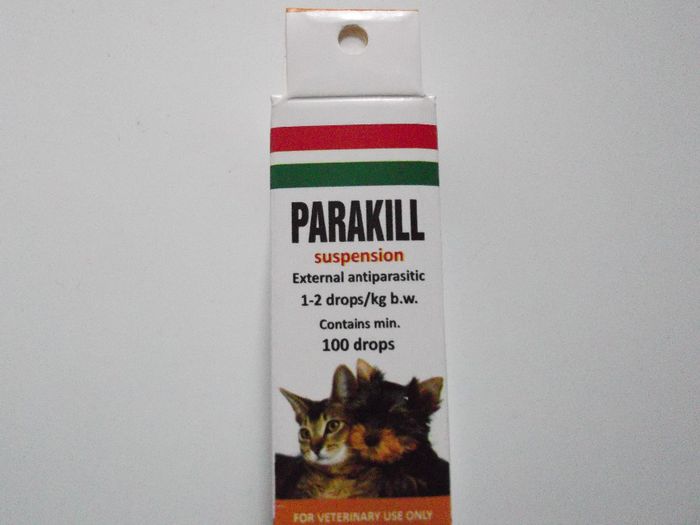 PARAKILL
suspension
External antiparasitic
1-2 drops/kg b.w.
Contains min.
100 drops
FOR VETERINARY USE ONLY